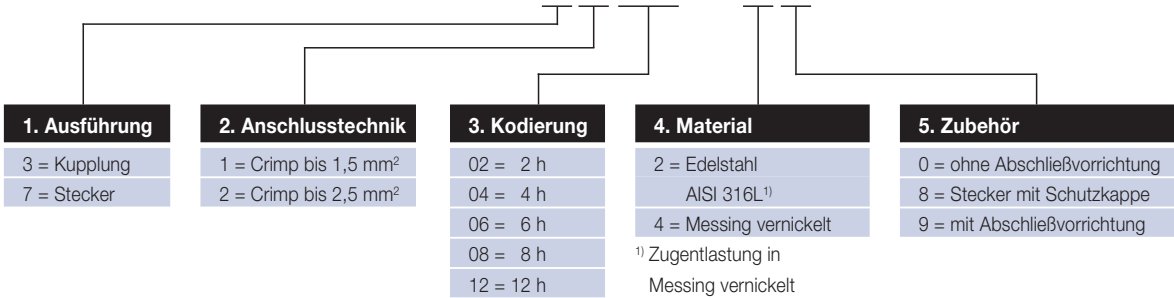 1. Ausführung
3 = Kupplung
7 = Stecker
2. Anschlusstechnik
1 = Crimp bis 1,5 mm²
2 = Crimp bis 2,5 mm²
3. Kodierung
02 = 2 h
04 = 4 h
06 = 6 h
08 = 8 h
12 = 12 h
4. Material
2 = Edelstahl
AISI 316L¹⁾
4 = Messing vernickelt
¹⁾ Zugentlastung in
Messing vernickelt
5. Zubehör
0 = ohne Abschließvorrichtung
8 = Stecker mit Schutzkappe
9 = mit Abschließvorrichtung